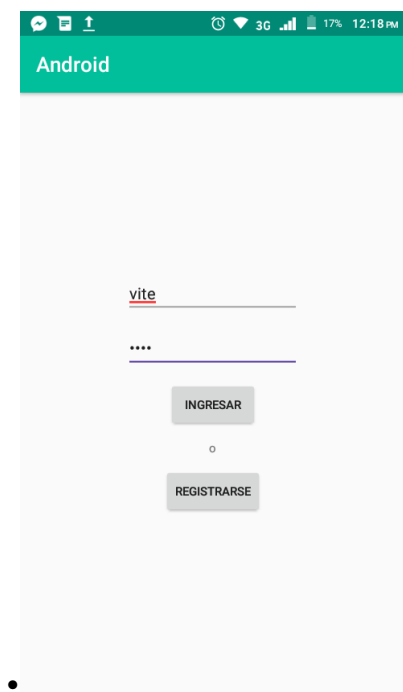 3G 17% 12:18 PM
Android
vite
••••
INGRESAR
o
REGISTRARSE